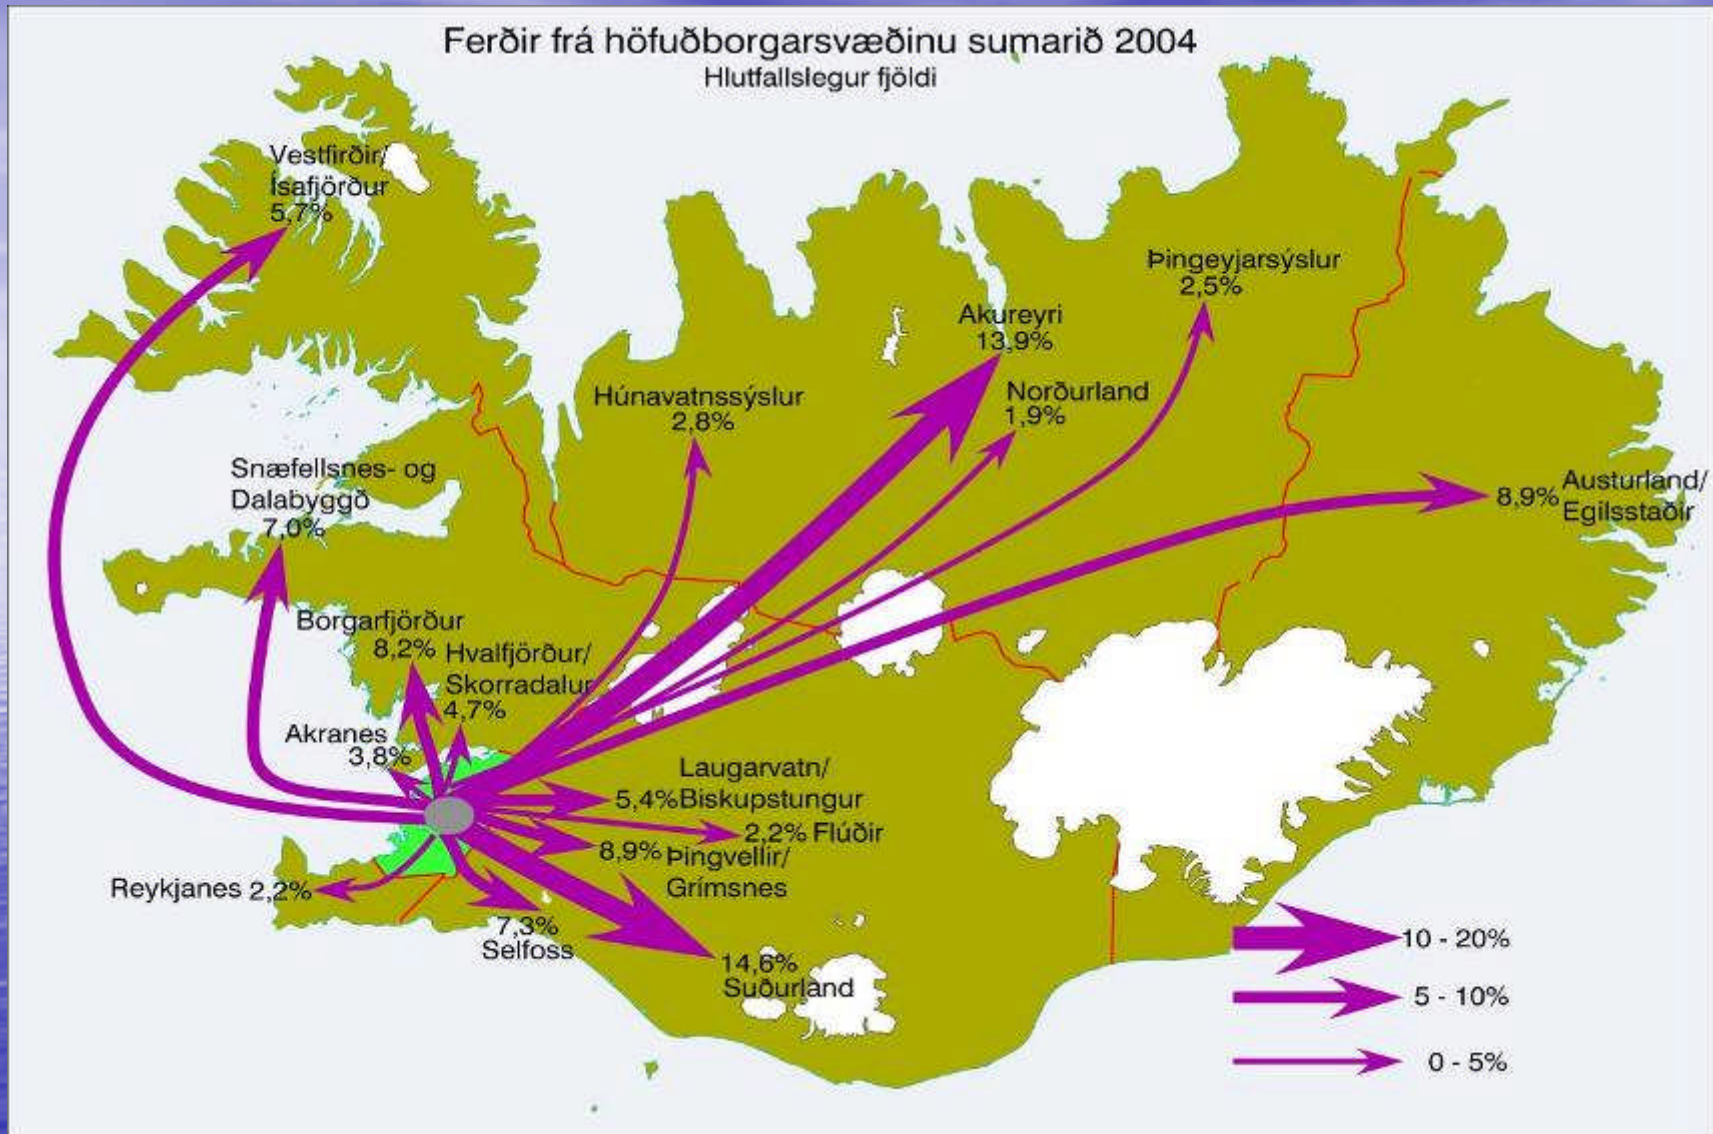 Ferðir frá höfuðborgarsvæðinu sumarið 2004
Hlutfallslegur fjöldi
Vestfirðir/
Ísafjörður
5,7%
Þingeyjarsýslur
2,5%
Akureyri
13,9%
Norðurland
1,9%
Húnavatnssýslur
2,8%
Snæfellsnes- og
Dalabyggð
7,0%
8,9% Austurland/
Egilsstaðir
Borgarfjörður
8,2%
Hvalfjörður/
Skorradalur
4,7%
Akranes
3,8%
Laugarvatn/
5,4% Biskupstungur
2,2% Flúðir
8,9% Þingvellir/
Grímsnes
Reykjanes 2,2%
7,3%
Selfoss
14,6%
Suðurland
10 - 20%
5 - 10%
0 - 5%